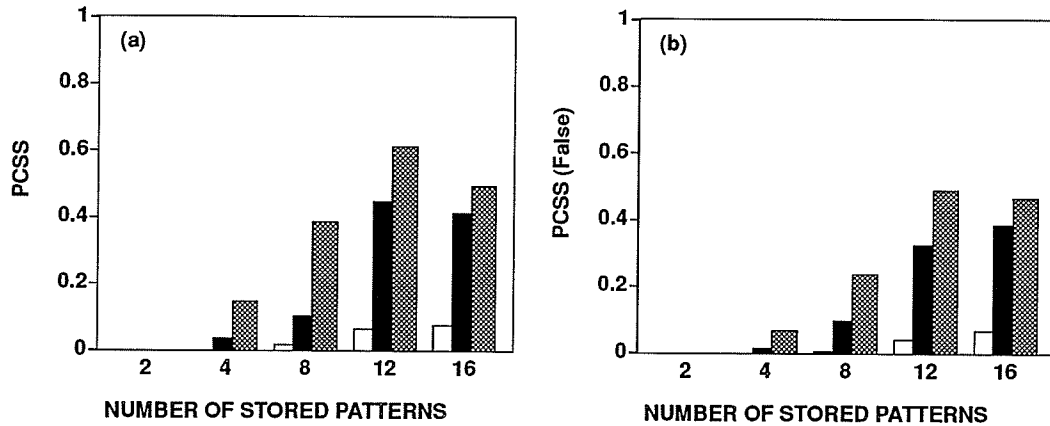 (a)
PCSS
1
0.8
0.6
0.4
0.2
0
2 4 8 12 16
NUMBER OF STORED PATTERNS
(b)
PCSS (False)
1
0.8
0.6
0.4
0.2
0
2 4 8 12 16
NUMBER OF STORED PATTERNS